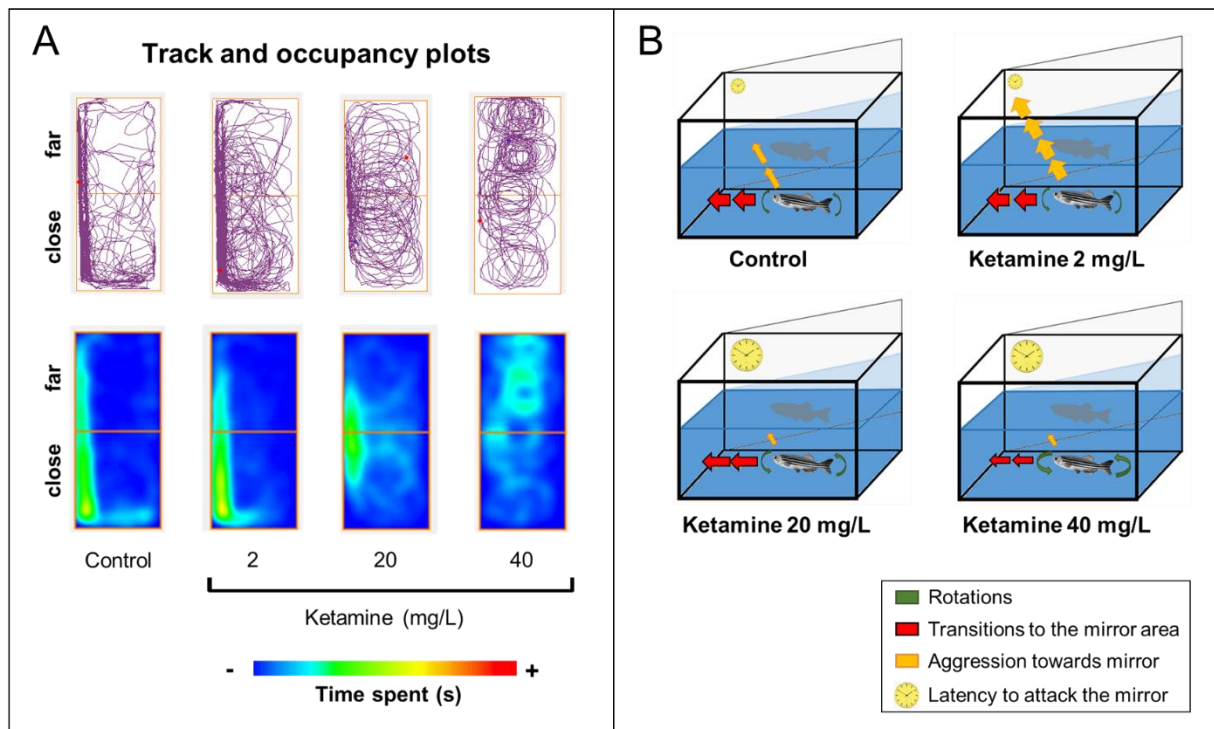 A
Track and occupancy plots
far
close
far
close
Control
2
20
40
Ketamine (mg/L)
-
+
Time spent (s)
B
Control
Ketamine 2 mg/L
Ketamine 20 mg/L
Ketamine 40 mg/L
Rotations
Transitions to the mirror area
Aggression towards mirror
Latency to attack the mirror